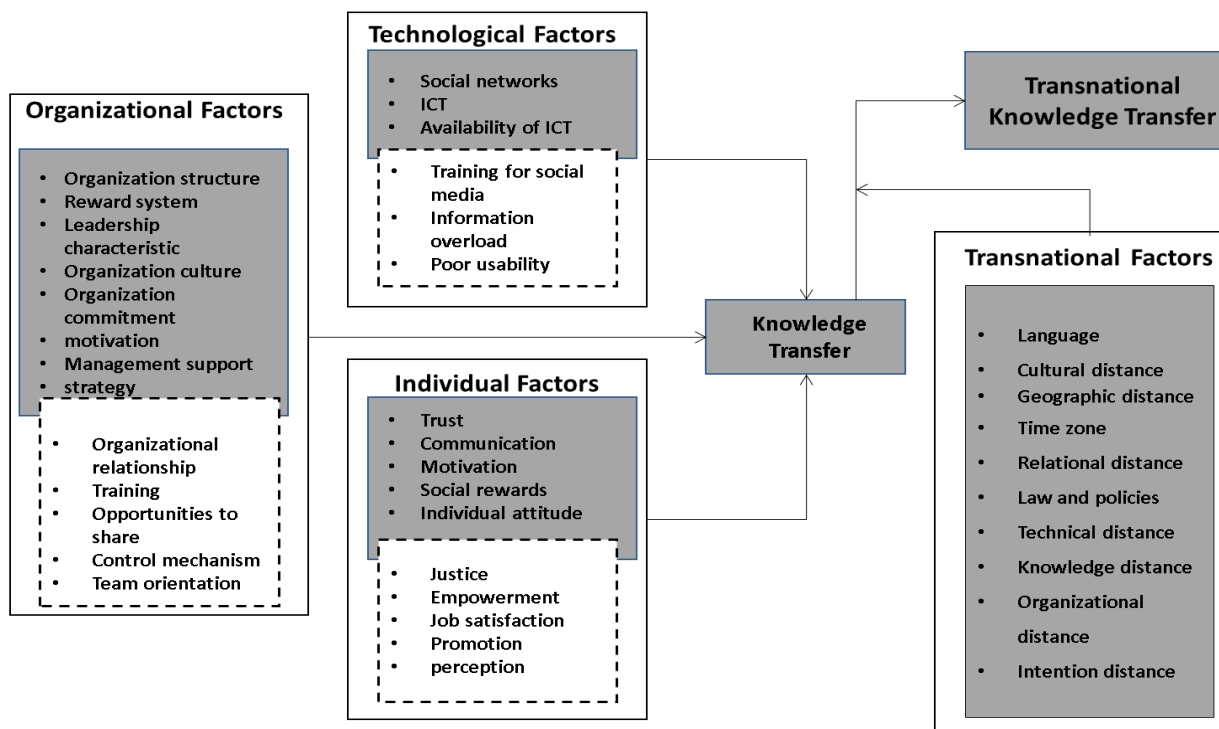 Organizational Factors
• Organization structure
• Reward system
• Leadership
characteristic
• Organization culture
• Organization
commitment
• motivation
• Management support
• strategy
• Organizational
relationship
• Training
• Opportunities to
share
• Control mechanism
• Team orientation
Technological Factors
• Social networks
• ICT
• Availability of ICT
• Training for social
media
• Information
overload
• Poor usability
Individual Factors
• Trust
• Communication
• Motivation
• Social rewards
• Individual attitude
• Justice
• Empowerment
• Job satisfaction
• Promotion
• perception
Knowledge
Transfer
Transnational
Knowledge Transfer
Transnational Factors
• Language
• Cultural distance
• Geographic distance
• Time zone
• Relational distance
• Law and policies
• Technical distance
• Knowledge distance
• Organizational
distance
• Intention distance